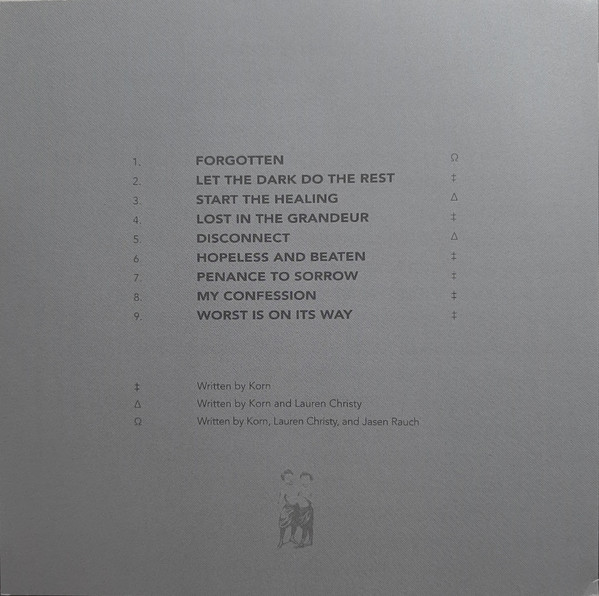 1. FORGOTTEN Ω
2. LET THE DARK DO THE REST ‡
3. START THE HEALING Δ
4. LOST IN THE GRANDEUR ‡
5. DISCONNECT Δ
6. HOPELESS AND BEATEN ‡
7. PENANCE TO SORROW ‡
8. MY CONFESSION ‡
9. WORST IS ON ITS WAY ‡
‡ Written by Korn
Δ Written by Korn and Lauren Christy
Ω Written by Korn, Lauren Christy, and Jasen Rauch